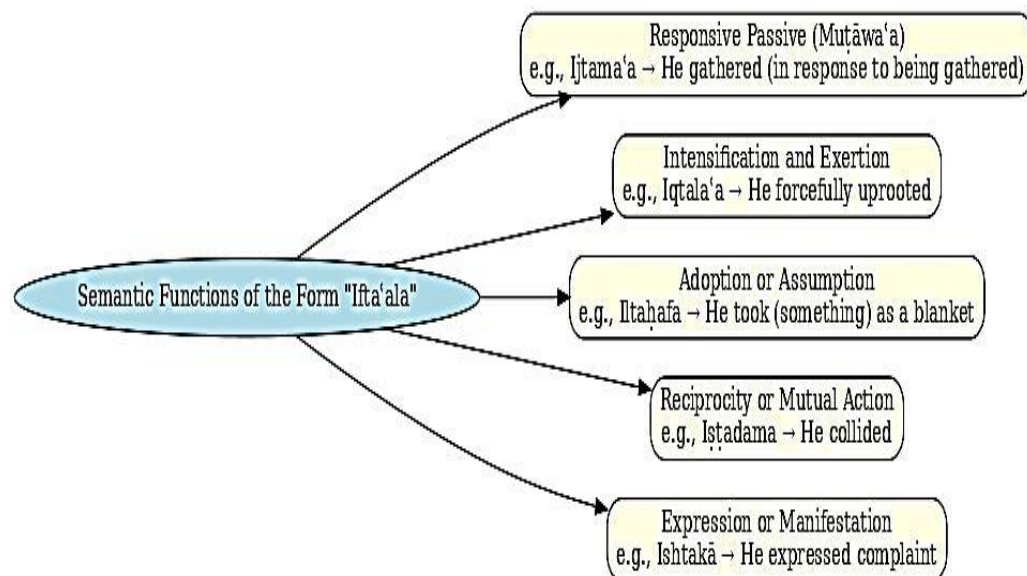 Responsive Passive (Muṭāwaʿa)
e.g., Ijtamaʿa → He gathered (in response to being gathered)
Intensification and Exertion
e.g., Iqtalaʿa → He forcefully uprooted
Semantic Functions of the Form "Iftaʿala"
Adoption or Assumption
e.g., Iltaḥafa → He took (something) as a blanket
Reciprocity or Mutual Action
e.g., Iṣṭadama → He collided
Expression or Manifestation
e.g., Ishtakā → He expressed complaint